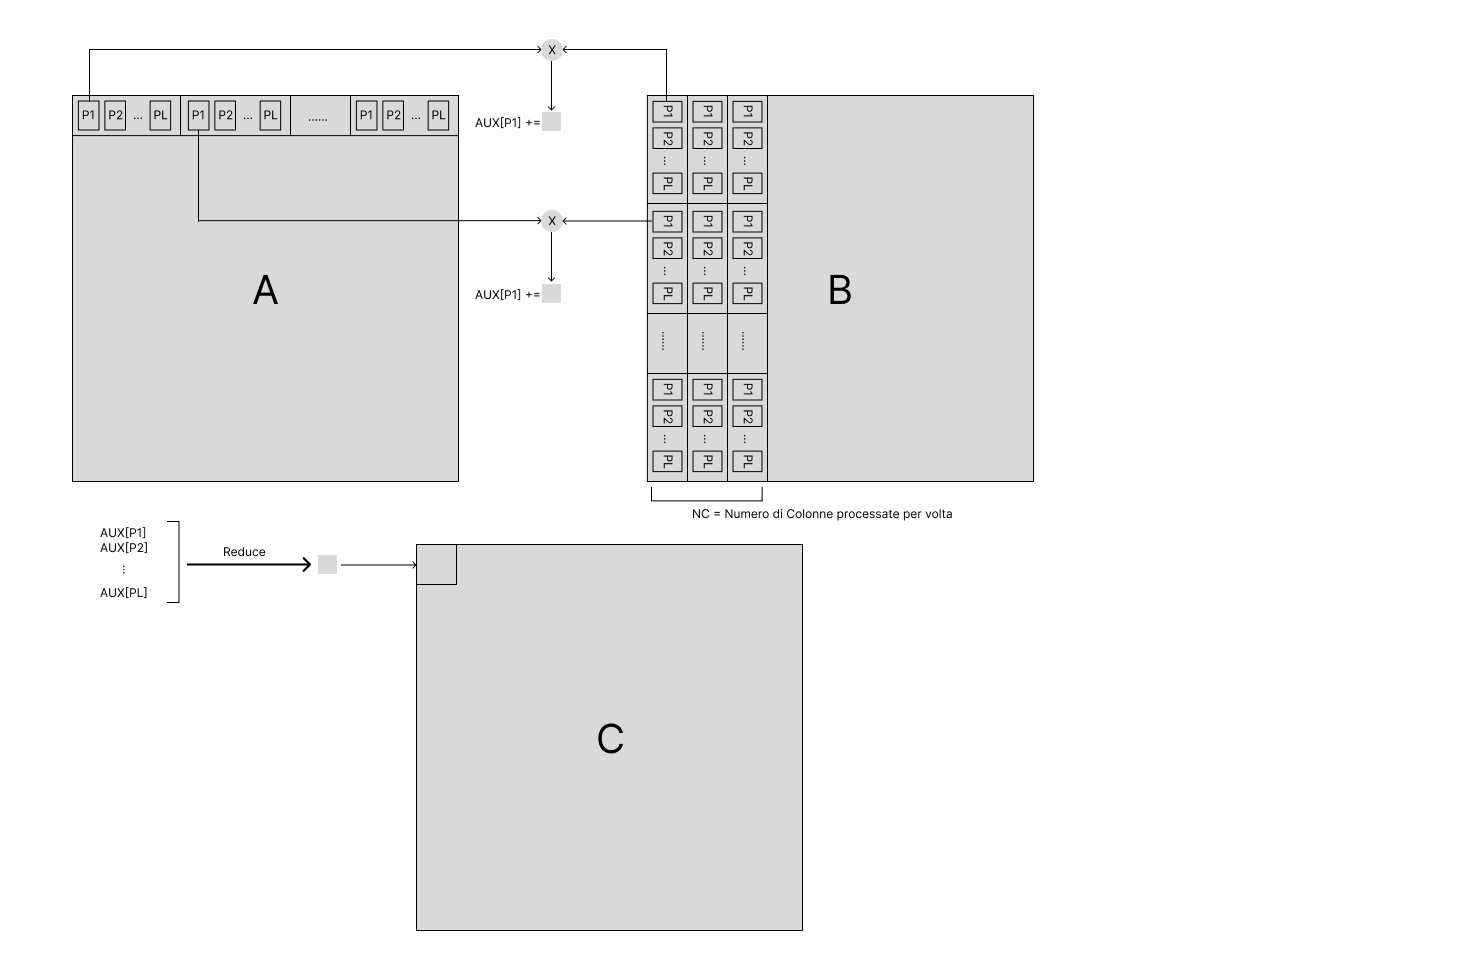 X
P1 P2 ... PL P1 P2 ... PL ...... P1 P2 ... PL
AUX[P1] +=
P1 P1 P1
P2 P2 P2
... ... ...
PL PL PL
X
P1 P1 P1
P2 P2 P2
... ... ...
PL PL PL
A
AUX[P1] +=
B
...... ...... ......
P1 P1 P1
P2 P2 P2
... ... ...
PL PL PL
NC = Numero di Colonne processate per volta
AUX[P1]
AUX[P2]
...
AUX[PL]
Reduce
C